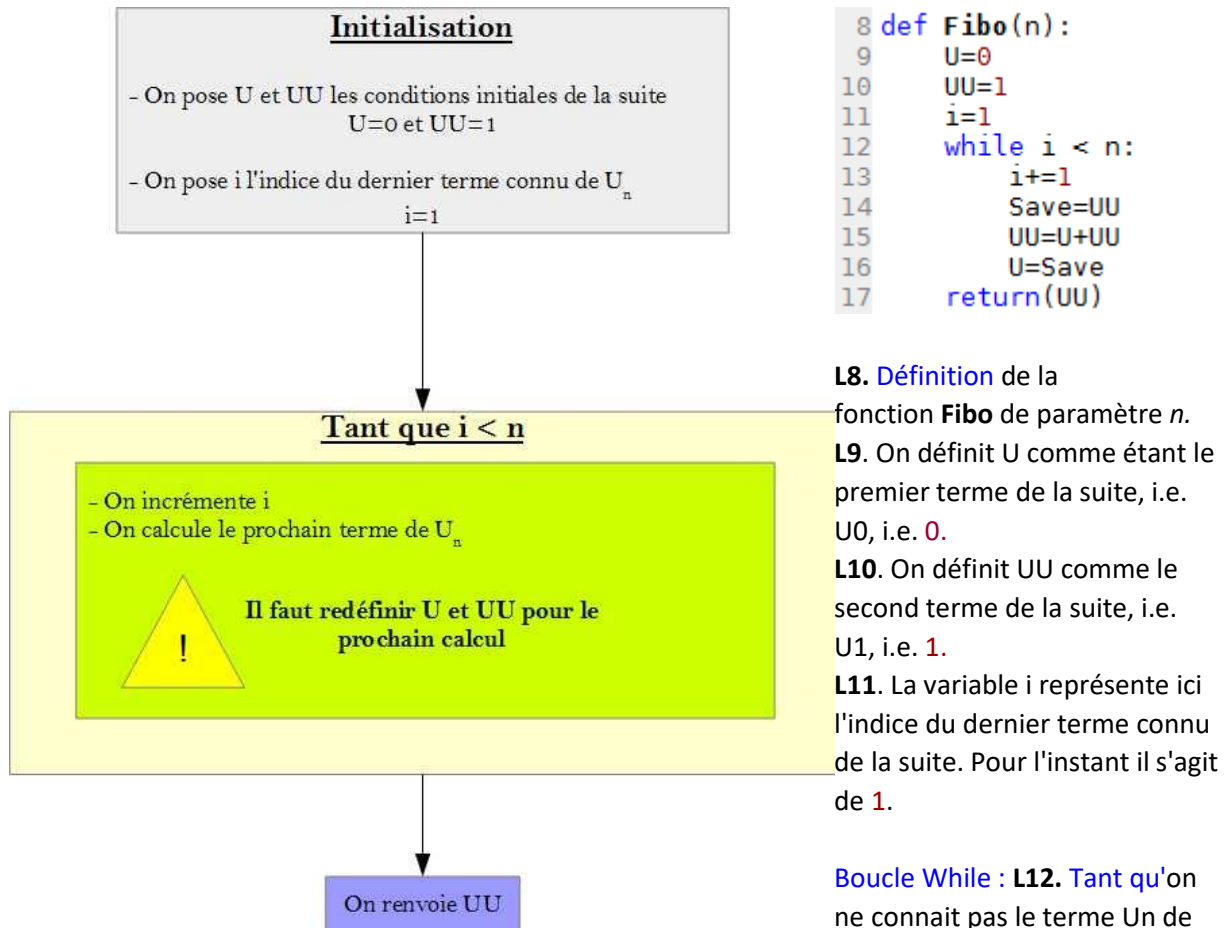 Initialisation
- On pose U et UU les conditions initiales de la suite
U=0 et UU=1
- On pose i l'indice du dernier terme connu de U_n
i=1
Tant que i < n
- On incrémente i
- On calcule le prochain terme de U_n
!
Il faut redéfinir U et UU pour le
prochain calcul
On renvoie UU
8 def Fibo(n):
9 U=0
10 UU=1
11 i=1
12 while i < n:
13 i+=1
14 Save=UU
15 UU=U+UU
16 U=Save
17 return(UU)
L8. Définition de la
fonction Fibo de paramètre n.
L9. On définit U comme étant le
premier terme de la suite, i.e.
U0, i.e. 0.
L10. On définit UU comme le
second terme de la suite, i.e.
U1, i.e. 1.
L11. La variable i représente ici
l'indice du dernier terme connu
de la suite. Pour l'instant il s'agit
de 1.
Boucle While : L12. Tant qu'on
ne connait pas le terme Un de